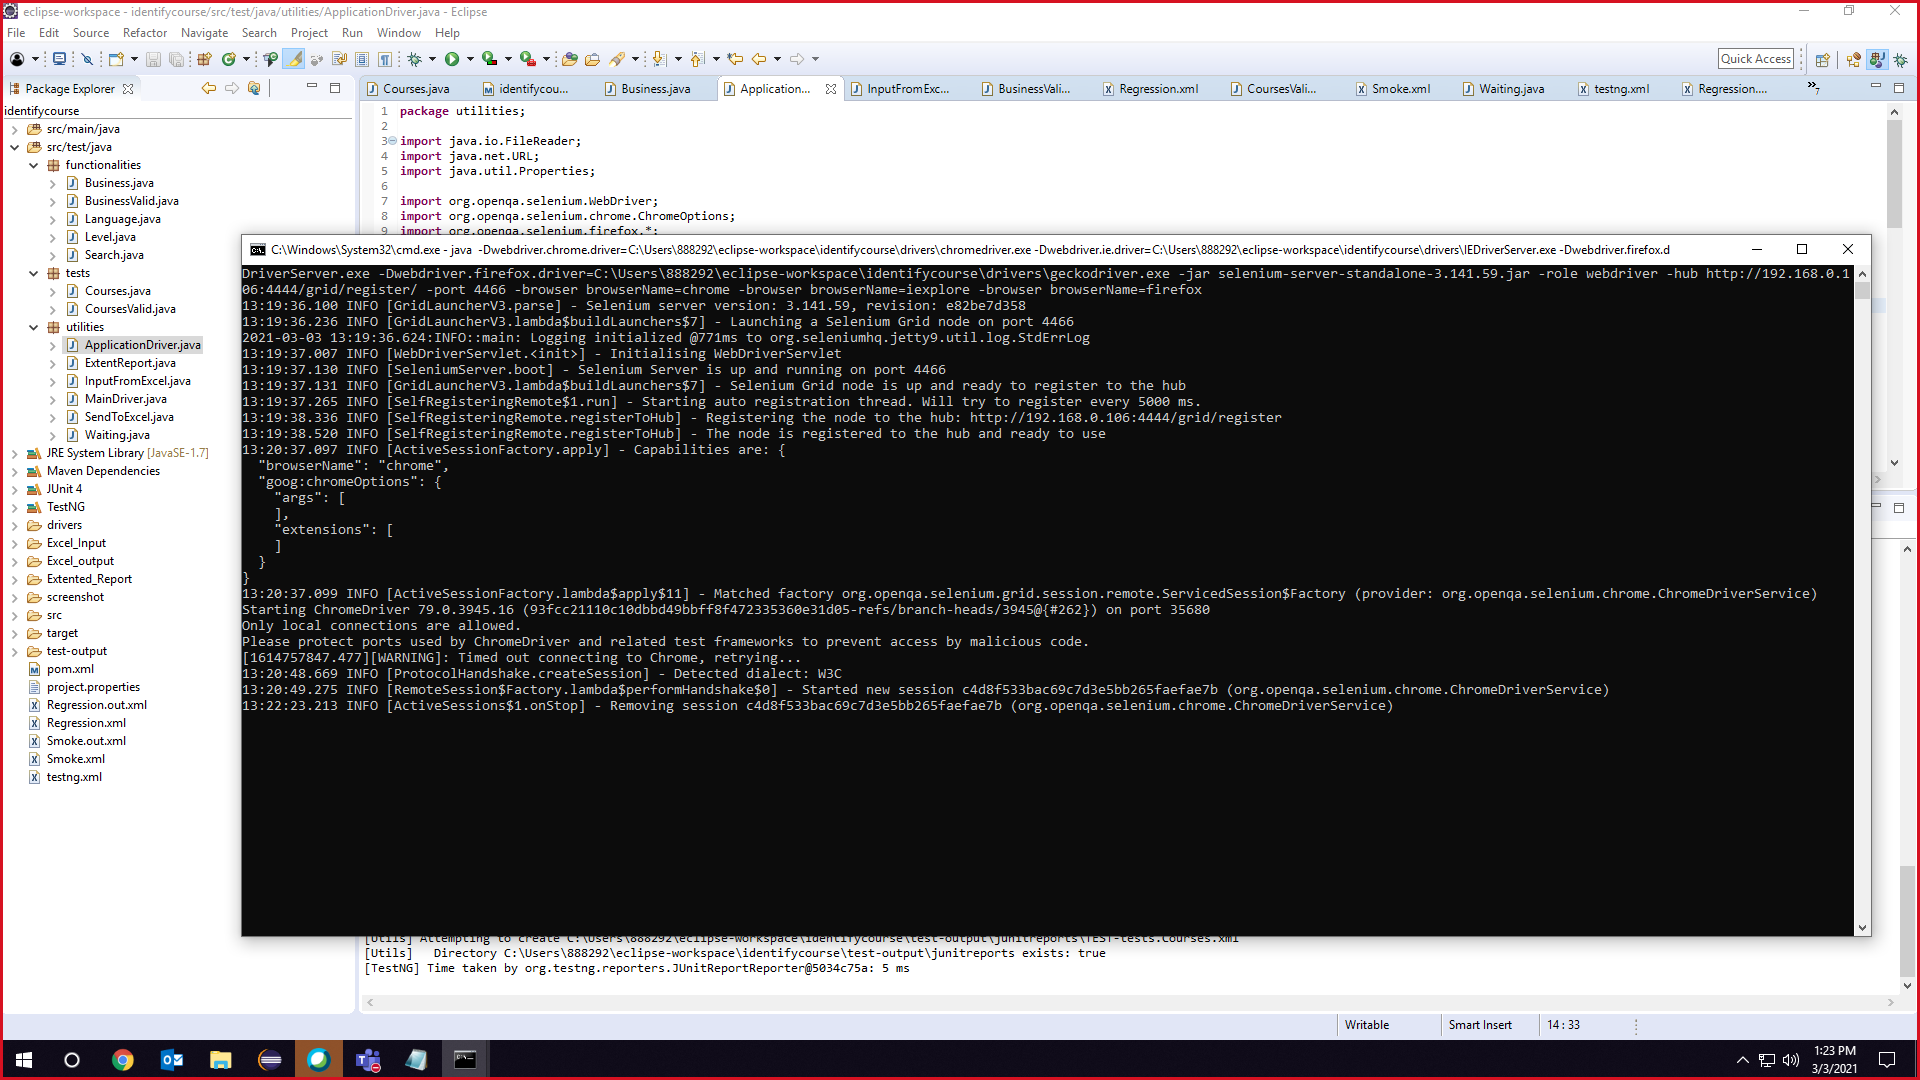 eclipse-workspace - identifycourse/src/test/java/utilities/ApplicationDriver.java - Eclipse
File Edit Source Refactor Navigate Search Project Run Window Help
Quick Access
Package Explorer
Courses.java identifycou... Business.java Application... InputFromExc... BusinessVali... Regression.xml CoursesVali... Smoke.xml Waiting.java testng.xml Regression.... »7
identifycourse
src/main/java
src/test/java
functionalities
Business.java
BusinessValid.java
Language.java
Level.java
Search.java
tests
Courses.java
CoursesValid.java
utilities
ApplicationDriver.java
ExtentReport.java
InputFromExcel.java
MainDriver.java
SendToExcel.java
Waiting.java
JRE System Library [JavaSE-1.7]
Maven Dependencies
JUnit 4
TestNG
drivers
Excel_Input
Excel_output
Extented_Report
screenshot
src
target
test-output
pom.xml
project.properties
Regression.out.xml
Regression.xml
Smoke.out.xml
Smoke.xml
testng.xml
1 package utilities;
2
3 import java.io.FileReader;
4 import java.net.URL;
5 import java.util.Properties;
6
7 import org.openqa.selenium.WebDriver;
8 import org.openqa.selenium.chrome.ChromeOptions;
9 import org.openqa.selenium.firefox.*;
C:\Windows\System32\cmd.exe - java -Dwebdriver.chrome.driver=C:\Users\888292\eclipse-workspace\identifycourse\drivers\chromedriver.exe -Dwebdriver.ie.driver=C:\Users\888292\eclipse-workspace\identifycourse\drivers\IEDriverServer.exe -Dwebdriver.firefox.d
DriverServer.exe -Dwebdriver.firefox.driver=C:\Users\888292\eclipse-workspace\identifycourse\drivers\geckodriver.exe -jar selenium-server-standalone-3.141.59.jar -role webdriver -hub http://192.168.0.1
06:4444/grid/register/ -port 4466 -browser browserName=chrome -browser browserName=iexplore -browser browserName=firefox
13:19:36.100 INFO [GridLauncherV3.parse] - Selenium server version: 3.141.59, revision: e82be7d358
13:19:36.236 INFO [GridLauncherV3.lambda$buildLaunchers$7] - Launching a Selenium Grid node on port 4466
2021-03-03 13:19:36.624:INFO::main: Logging initialized @771ms to org.seleniumhq.jetty9.util.log.StdErrLog
13:19:37.007 INFO [WebDriverServlet.<init>] - Initialising WebDriverServlet
13:19:37.130 INFO [SeleniumServer.boot] - Selenium Server is up and running on port 4466
13:19:37.131 INFO [GridLauncherV3.lambda$buildLaunchers$7] - Selenium Grid node is up and ready to register to the hub
13:19:37.265 INFO [SelfRegisteringRemote$1.run] - Starting auto registration thread. Will try to register every 5000 ms.
13:19:38.336 INFO [SelfRegisteringRemote.registerToHub] - Registering the node to the hub: http://192.168.0.106:4444/grid/register
13:19:38.520 INFO [SelfRegisteringRemote.registerToHub] - The node is registered to the hub and ready to use
13:20:37.097 INFO [ActiveSessionFactory.apply] - Capabilities are: {
"browserName": "chrome",
"goog:chromeOptions": {
"args": [
],
"extensions": [
]
}
}
13:20:37.099 INFO [ActiveSessionFactory.lambda$apply$11] - Matched factory org.openqa.selenium.grid.session.remote.ServicedSession$Factory (provider: org.openqa.selenium.chrome.ChromeDriverService)
Starting ChromeDriver 79.0.3945.16 (93fcc21110c10dbbd49bbff8f472335360e31d05-refs/branch-heads/3945@{#262}) on port 35680
Only local connections are allowed.
Please protect ports used by ChromeDriver and related test frameworks to prevent access by malicious code.
[1614757847.477][WARNING]: Timed out connecting to Chrome, retrying...
13:20:48.669 INFO [ProtocolHandshake.createSession] - Detected dialect: W3C
13:20:49.275 INFO [RemoteSession$Factory.lambda$performHandshake$0] - Started new session c4d8f533bac69c7d3e5bb265faefae7b (org.openqa.selenium.chrome.ChromeDriverService)
13:22:23.213 INFO [ActiveSessions$1.onStop] - Removing session c4d8f533bac69c7d3e5bb265faefae7b (org.openqa.selenium.chrome.ChromeDriverService)
[Utils] Attempting to create C:\Users\888292\eclipse-workspace\identifycourse\test-output\junitreports\TEST-tests.Courses.xml
[Utils] Directory C:\Users\888292\eclipse-workspace\identifycourse\test-output\junitreports exists: true
[TestNG] Time taken by org.testng.reporters.JUnitReportReporter@5034c75a: 5 ms
Writable Smart Insert 14 : 33
1:23 PM
3/3/2021